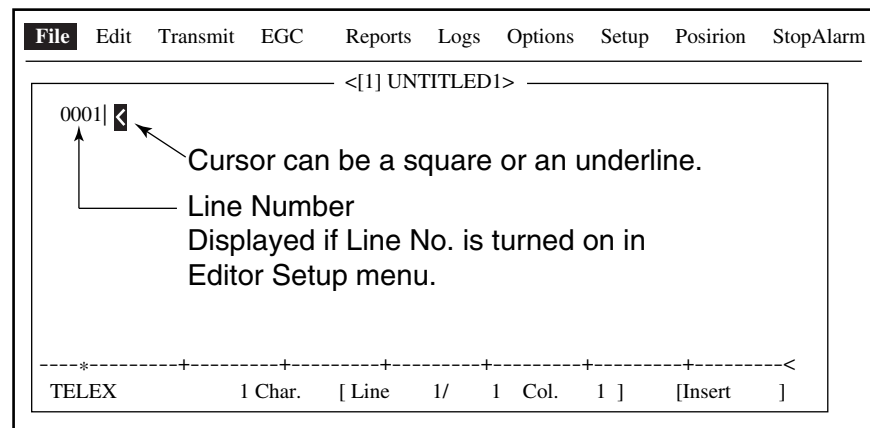 File Edit Transmit EGC Reports Logs Options Setup Posirion StopAlarm
<[1] UNTITLED1>
0001| <
Cursor can be a square or an underline.
Line Number
Displayed if Line No. is turned on in
Editor Setup menu.
----*---------+---------+---------+---------+---------+---------+---------<
TELEX 1 Char. [ Line 1/ 1 Col. 1 ] [Insert ]